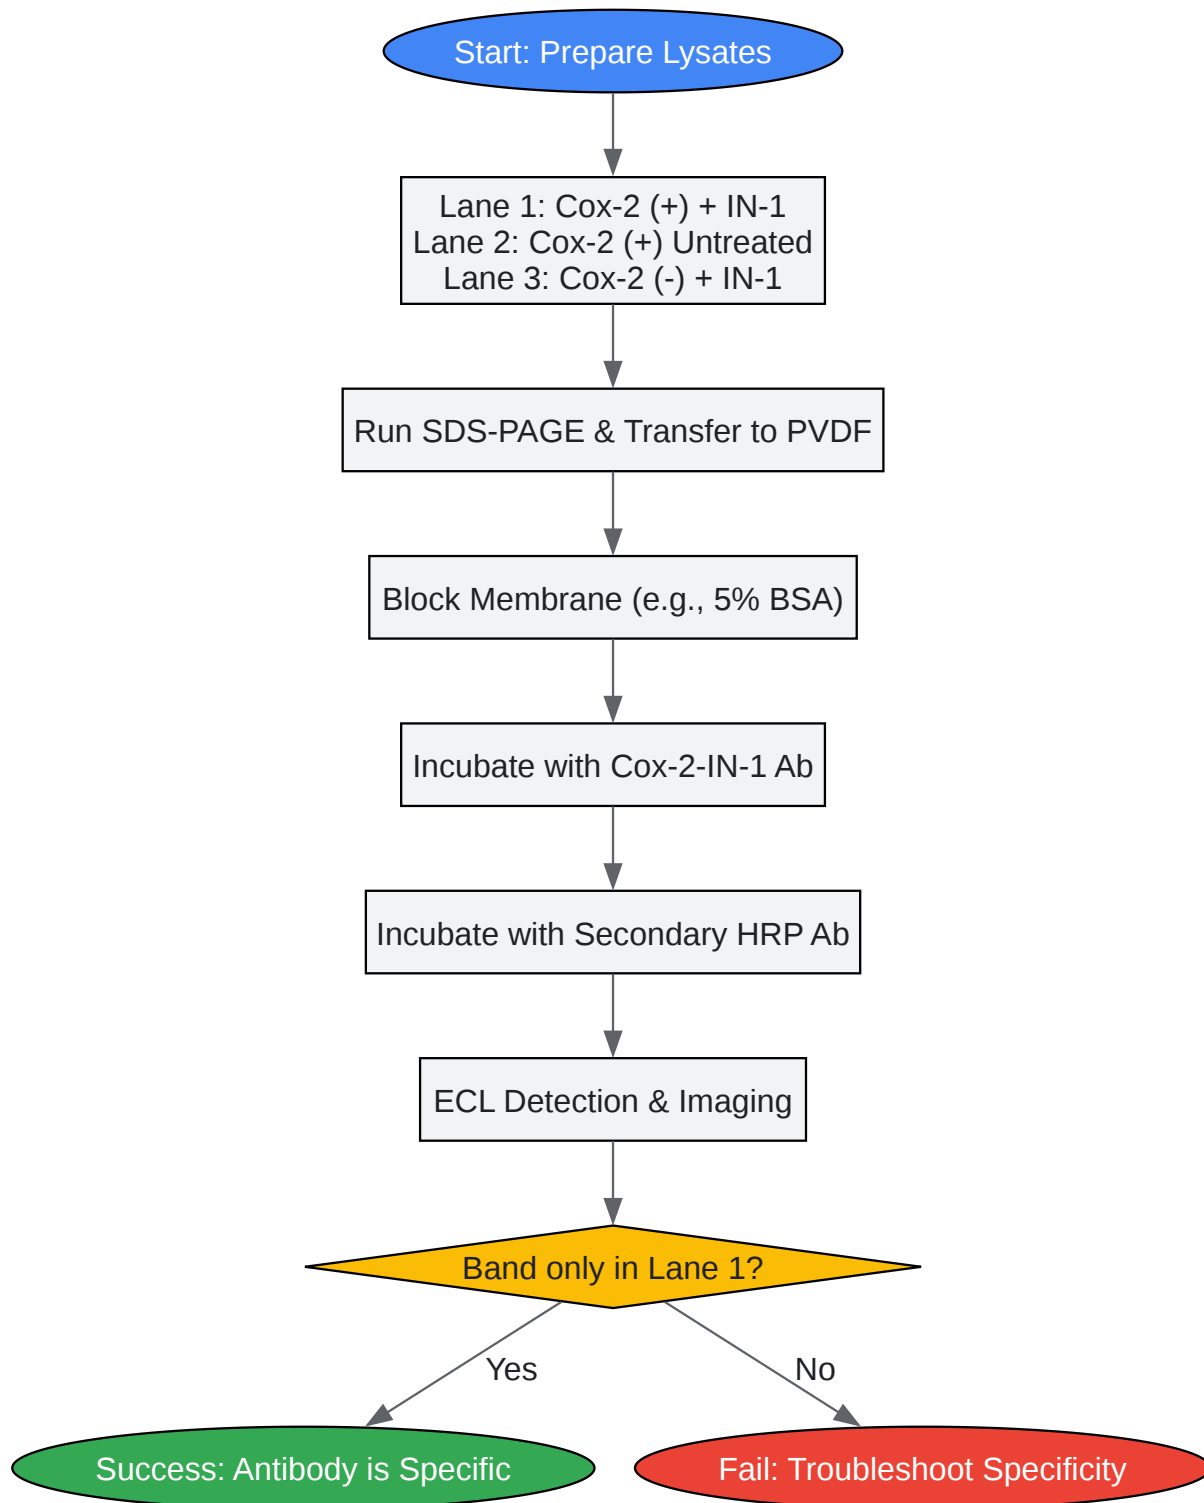 Start: Prepare Lysates
Lane 1: Cox-2 (+) + IN-1
Lane 2: Cox-2 (+) Untreated
Lane 3: Cox-2 (-) + IN-1
Run SDS-PAGE & Transfer to PVDF
Block Membrane (e.g., 5% BSA)
Incubate with Cox-2-IN-1 Ab
Incubate with Secondary HRP Ab
ECL Detection & Imaging
Band only in Lane 1?
Yes
No
Success: Antibody is Specific
Fail: Troubleshoot Specificity